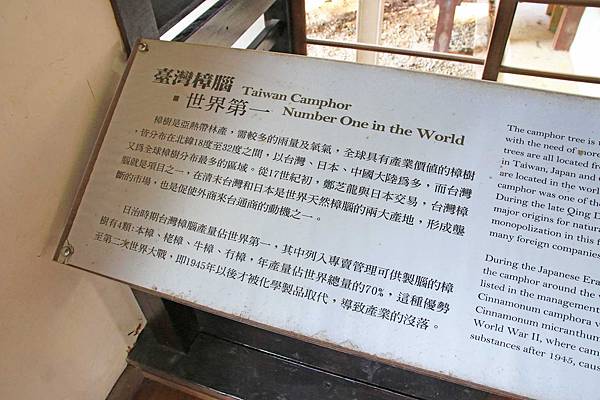 臺灣樟腦 Taiwan Camphor
▪世界第一 Number One in the World
樟樹是亞熱帶林產，需較多的雨量及氧氣，全球具有產業價值的樟樹
，皆分布在北緯18度至32度之間，以台灣、日本、中國大陸為多，而台灣
又為全球樟樹分布最多的區域。從17世紀初，鄭芝龍與日本交易，台灣樟
腦就是項目之一，在清末台灣和日本是世界天然樟腦的兩大產地，形成壟
斷的市場，也是促使外商來台通商的動機之一。
日治時期台灣樟腦產量佔世界第一，其中列入專賣管理可供製腦的樟
樹有4類:本樟、栳樟、牛樟、冇樟，年產量佔世界總量的70%，這種優勢
至第二次世界大戰，即1945年以後才被化學製品取代，導致產業的沒落。
The camphor tree is
with the need of
trees are all located
in Taiwan, Japan and
are located in the world
camphor was one of the
During the late Qing
major origins for natur
monopolization in this
many foreign companies
During the Japanese Era
the camphor around the
listed in the management
Cinnamonum camphora v
Cinnamonum micranthum
World War II, where cam
substances after 1945, caus